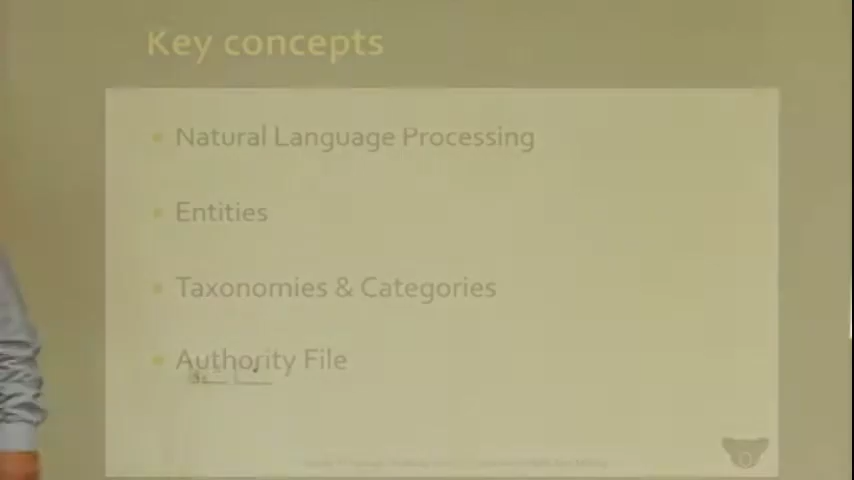 Key concepts
Natural Language Processing
Entities
Taxonomies & Categories
Authority File